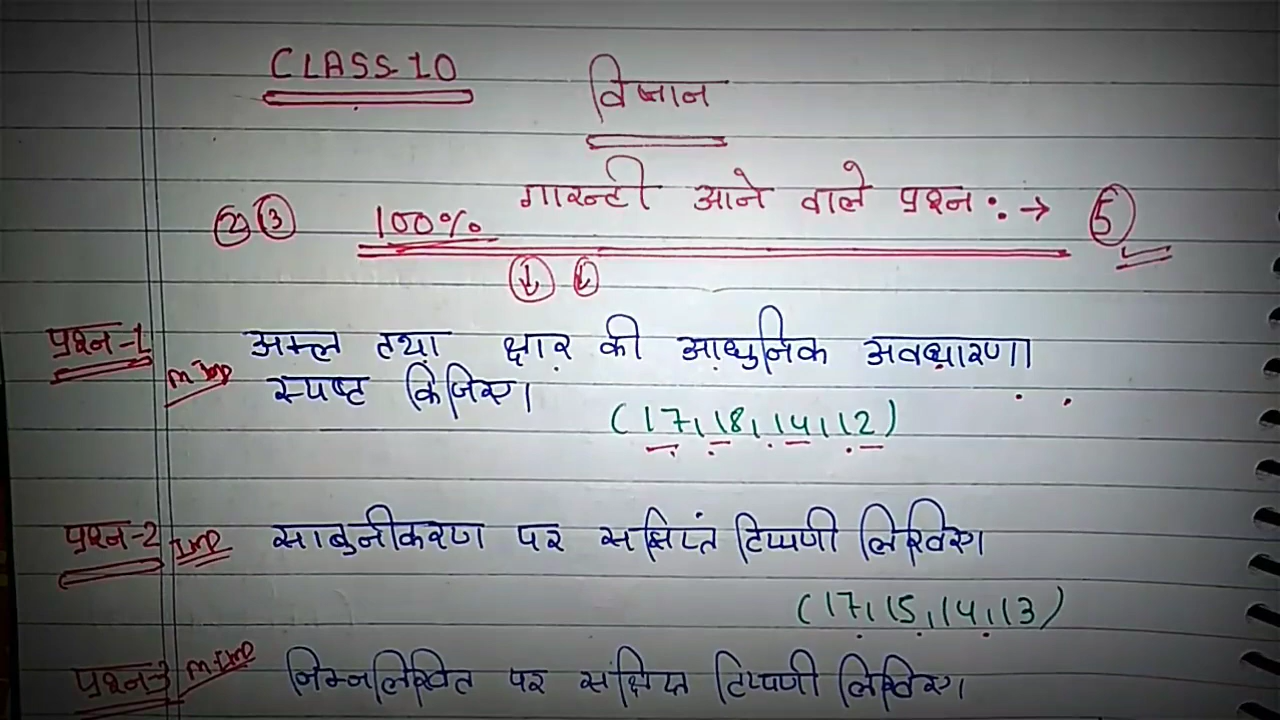 CLASS-10
विज्ञान
② ③ 100% गारन्टी आने वाले प्रश्न :→ ⑤
↓ ↓
प्रश्न-1 m Imp अम्ल तथा क्षार की आधुनिक अवधारणा
स्पष्ट किजिए।
(17, 18, 14, 12)
प्रश्न-2 Imp साबुनीकरण पर सक्षिप्तं टिप्पणी लिखिए।
(17, 15, 14, 13)
प्रश्न-3 m-Imp निम्नलिखित पर संक्षिप्त टिप्पणी लिखिए।